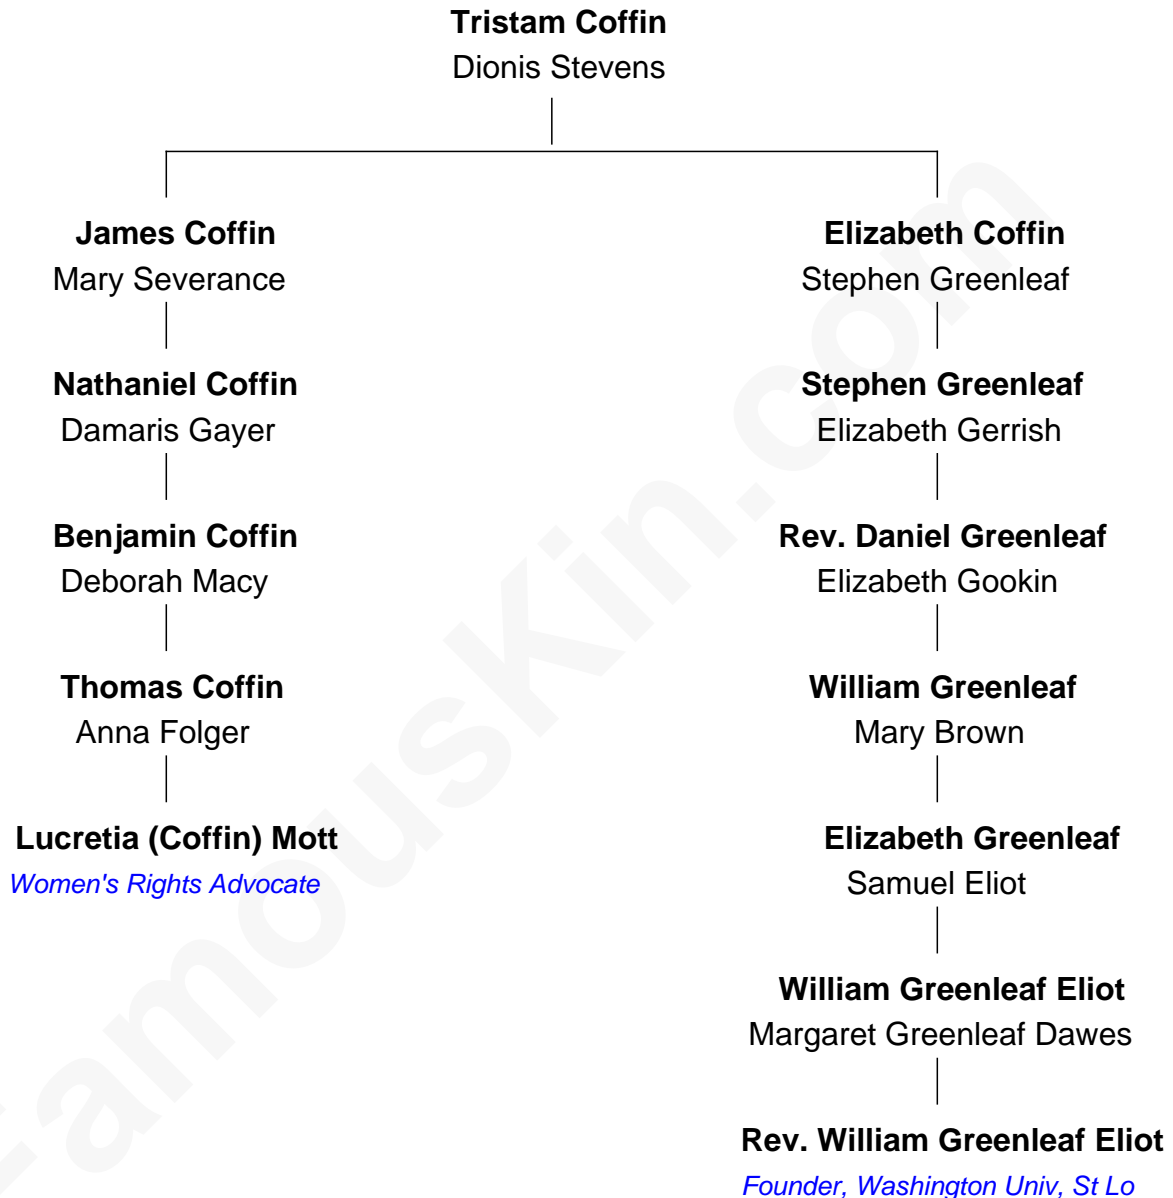 Tristam Coffin
Dionis Stevens
James Coffin
Mary Severance
Nathaniel Coffin
Damaris Gayer
Benjamin Coffin
Deborah Macy
Thomas Coffin
Anna Folger
Lucretia (Coffin) Mott
Women's Rights Advocate
Elizabeth Coffin
Stephen Greenleaf
Stephen Greenleaf
Elizabeth Gerrish
Rev. Daniel Greenleaf
Elizabeth Gookin
William Greenleaf
Mary Brown
Elizabeth Greenleaf
Samuel Eliot
William Greenleaf Eliot
Margaret Greenleaf Dawes
Rev. William Greenleaf Eliot
Founder, Washington Univ, St Lo
FamousKin.com